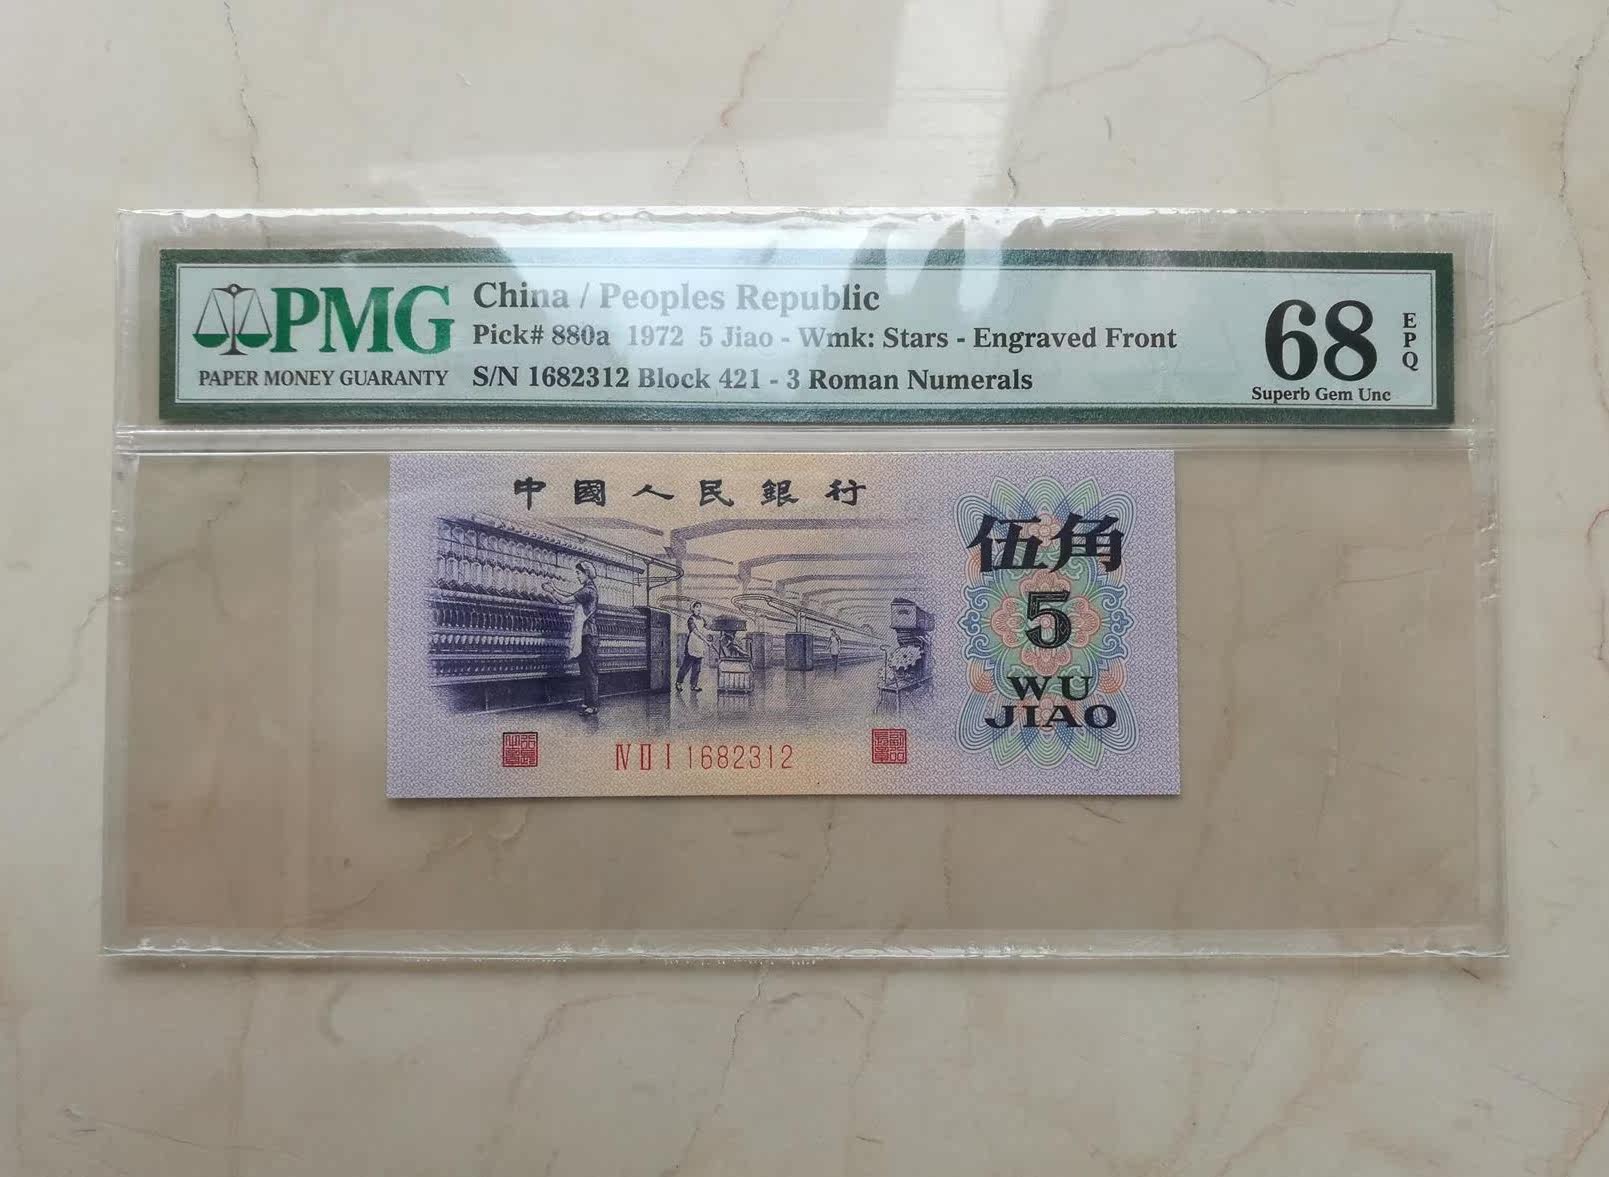 PMG
PAPER MONEY GUARANTY
China / Peoples Republic
Pick# 880a 1972 5 Jiao - Wmk: Stars - Engraved Front
S/N 1682312 Block 421 - 3 Roman Numerals
68
EPQ
Superb Gem Unc
中國人民銀行
伍角
5
WU
JIAO
Ⅳ Ⅱ Ⅰ 1682312